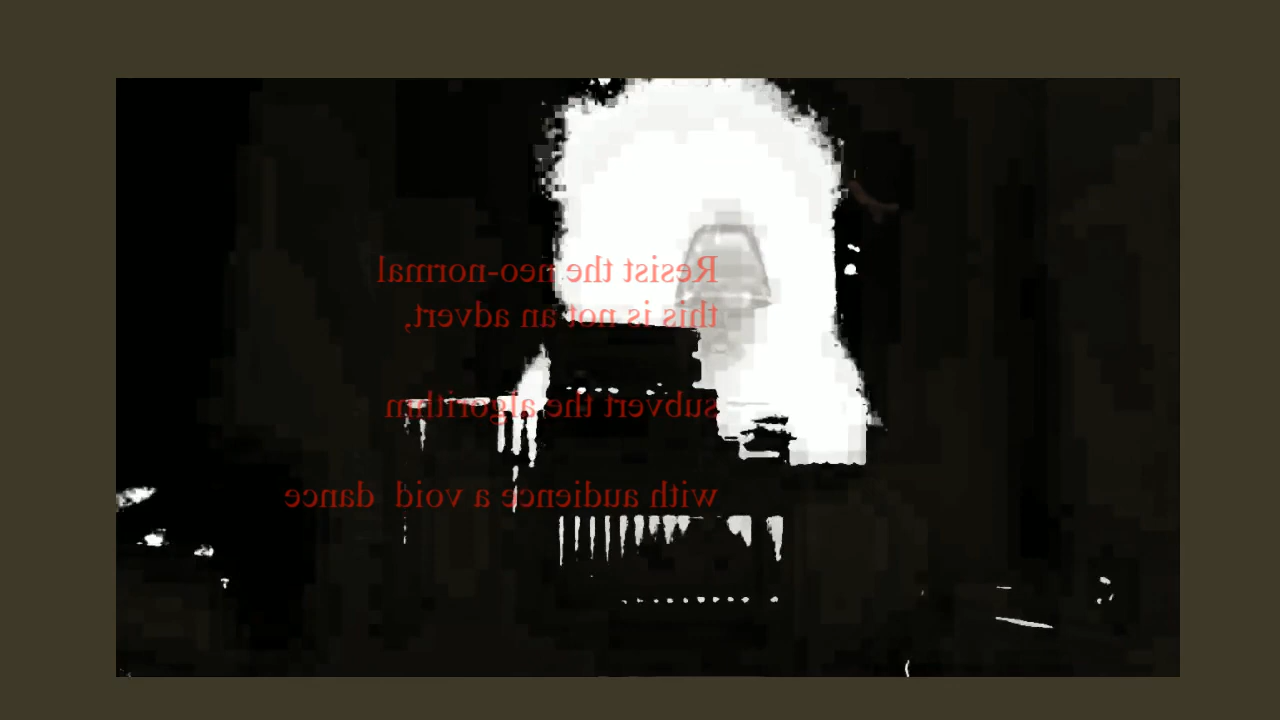 Resist the neo-normal
this is not an advert,
subvert the algorithm
with audience a void dance